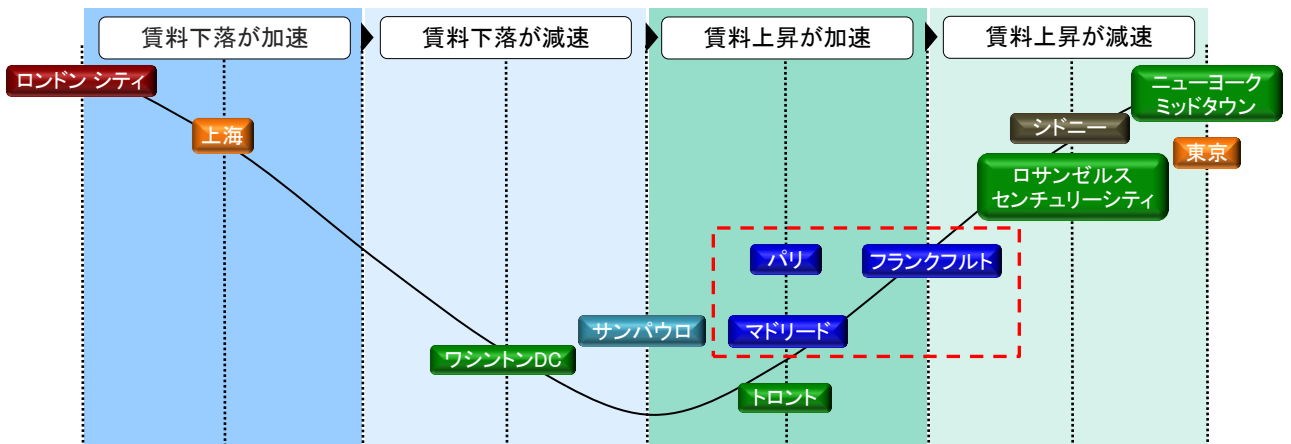 賃料下落が加速
賃料下落が減速
賃料上昇が加速
賃料上昇が減速
ロンドン シティ
上海
ニューヨーク
ミッドタウン
シドニー
東京
ロサンゼルス
センチュリーシティ
パリ
フランクフルト
サンパウロ
マドリード
ワシントンDC
トロント